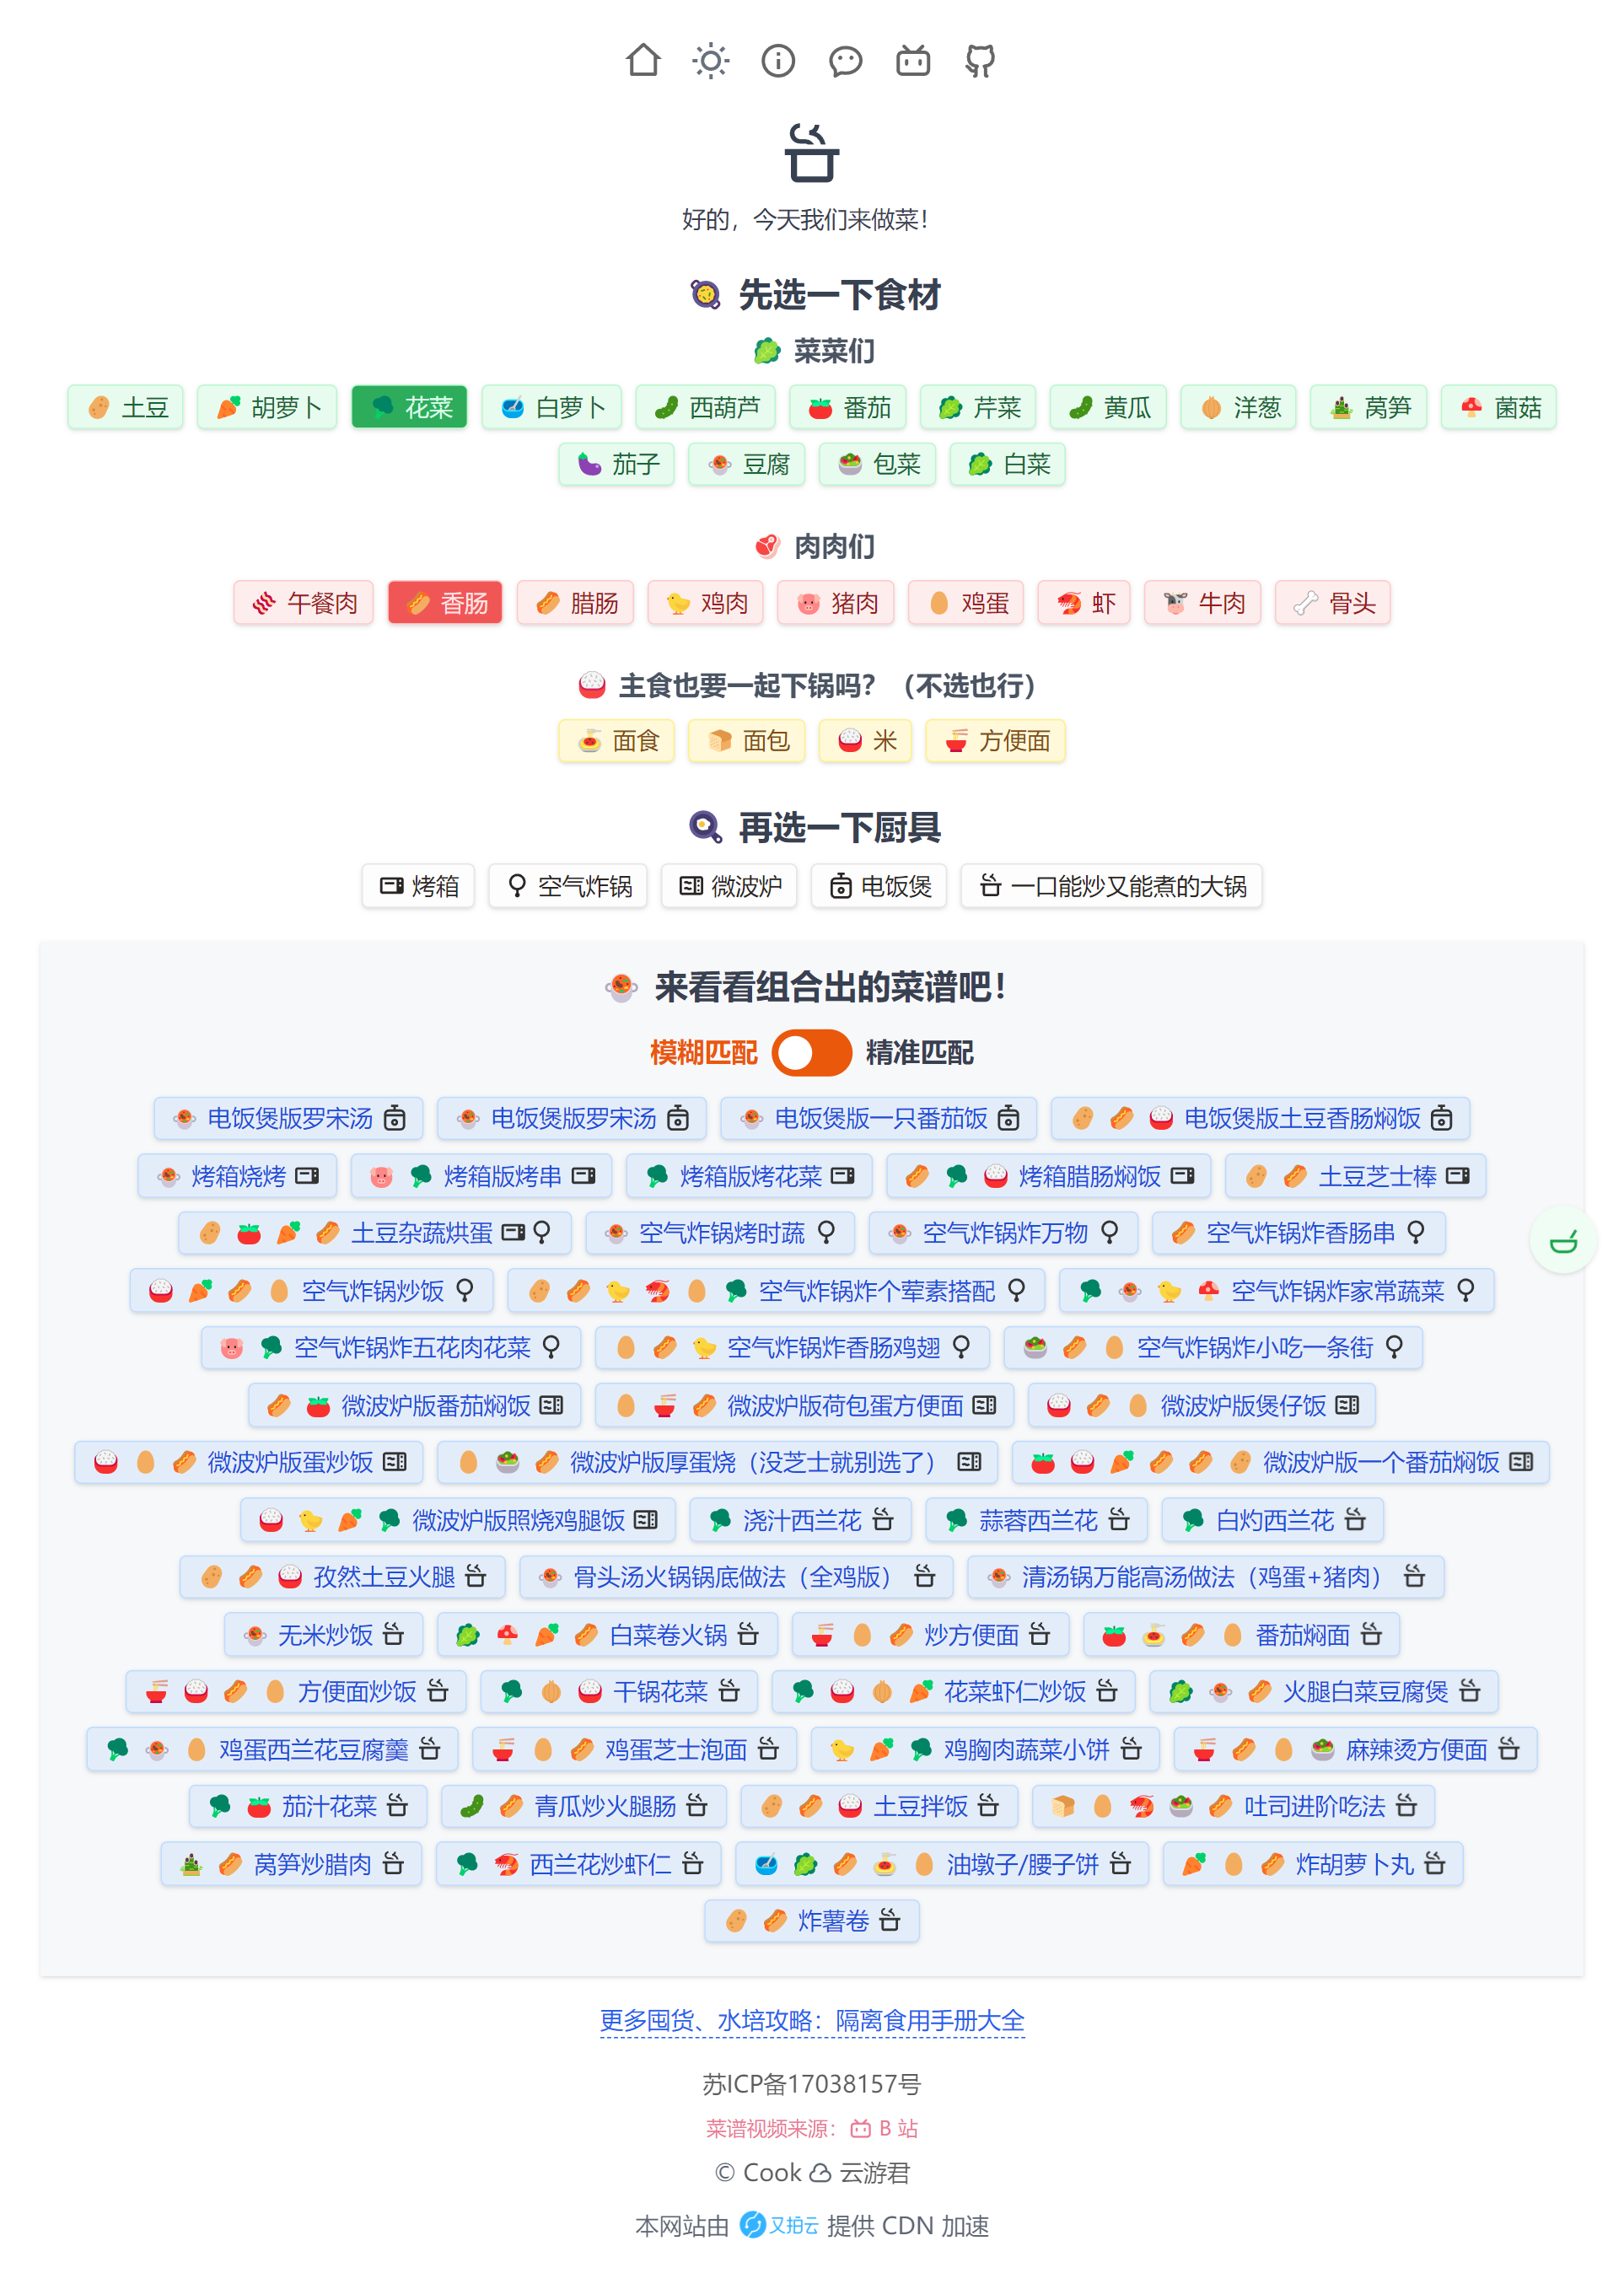 好的，今天我们来做菜！
先选一下食材
菜菜们
土豆 胡萝卜 花菜 白萝卜 西葫芦 番茄 芹菜 黄瓜 洋葱 莴笋 菌菇
茄子 豆腐 包菜 白菜
肉肉们
午餐肉 香肠 腊肠 鸡肉 猪肉 鸡蛋 虾 牛肉 骨头
主食也要一起下锅吗？（不选也行）
面食 面包 米 方便面
再选一下厨具
烤箱 空气炸锅 微波炉 电饭煲 一口能炒又能煮的大锅
来看看组合出的菜谱吧！
模糊匹配 精准匹配
电饭煲版罗宋汤 电饭煲版罗宋汤 电饭煲版一只番茄饭 电饭煲版土豆香肠焖饭
烤箱烧烤 烤箱版烤串 烤箱版烤花菜 烤箱腊肠焖饭 土豆芝士棒
土豆杂蔬烘蛋 空气炸锅烤时蔬 空气炸锅炸万物 空气炸锅炸香肠串
空气炸锅炒饭 空气炸锅炸个荤素搭配 空气炸锅炸家常蔬菜
空气炸锅炸五花肉花菜 空气炸锅炸香肠鸡翅 空气炸锅炸小吃一条街
微波炉版番茄焖饭 微波炉版荷包蛋方便面 微波炉版煲仔饭
微波炉版蛋炒饭 微波炉版厚蛋烧（没芝士就别选了） 微波炉版一个番茄焖饭
微波炉版照烧鸡腿饭 浇汁西兰花 蒜蓉西兰花 白灼西兰花
孜然土豆火腿 骨头汤火锅锅底做法（全鸡版） 清汤锅万能高汤做法（鸡蛋+猪肉）
无米炒饭 白菜卷火锅 炒方便面 番茄焖面
方便面炒饭 干锅花菜 花菜虾仁炒饭 火腿白菜豆腐煲
鸡蛋西兰花豆腐羹 鸡蛋芝士泡面 鸡胸肉蔬菜小饼 麻辣烫方便面
茄汁花菜 青瓜炒火腿肠 土豆拌饭 吐司进阶吃法
莴笋炒腊肉 西兰花炒虾仁 油墩子/腰子饼 炸胡萝卜丸
炸薯卷
更多囤货、水培攻略：隔离食用手册大全
苏ICP备17038157号
菜谱视频来源： B 站
© Cook 云游君
本网站由 又拍云 提供 CDN 加速